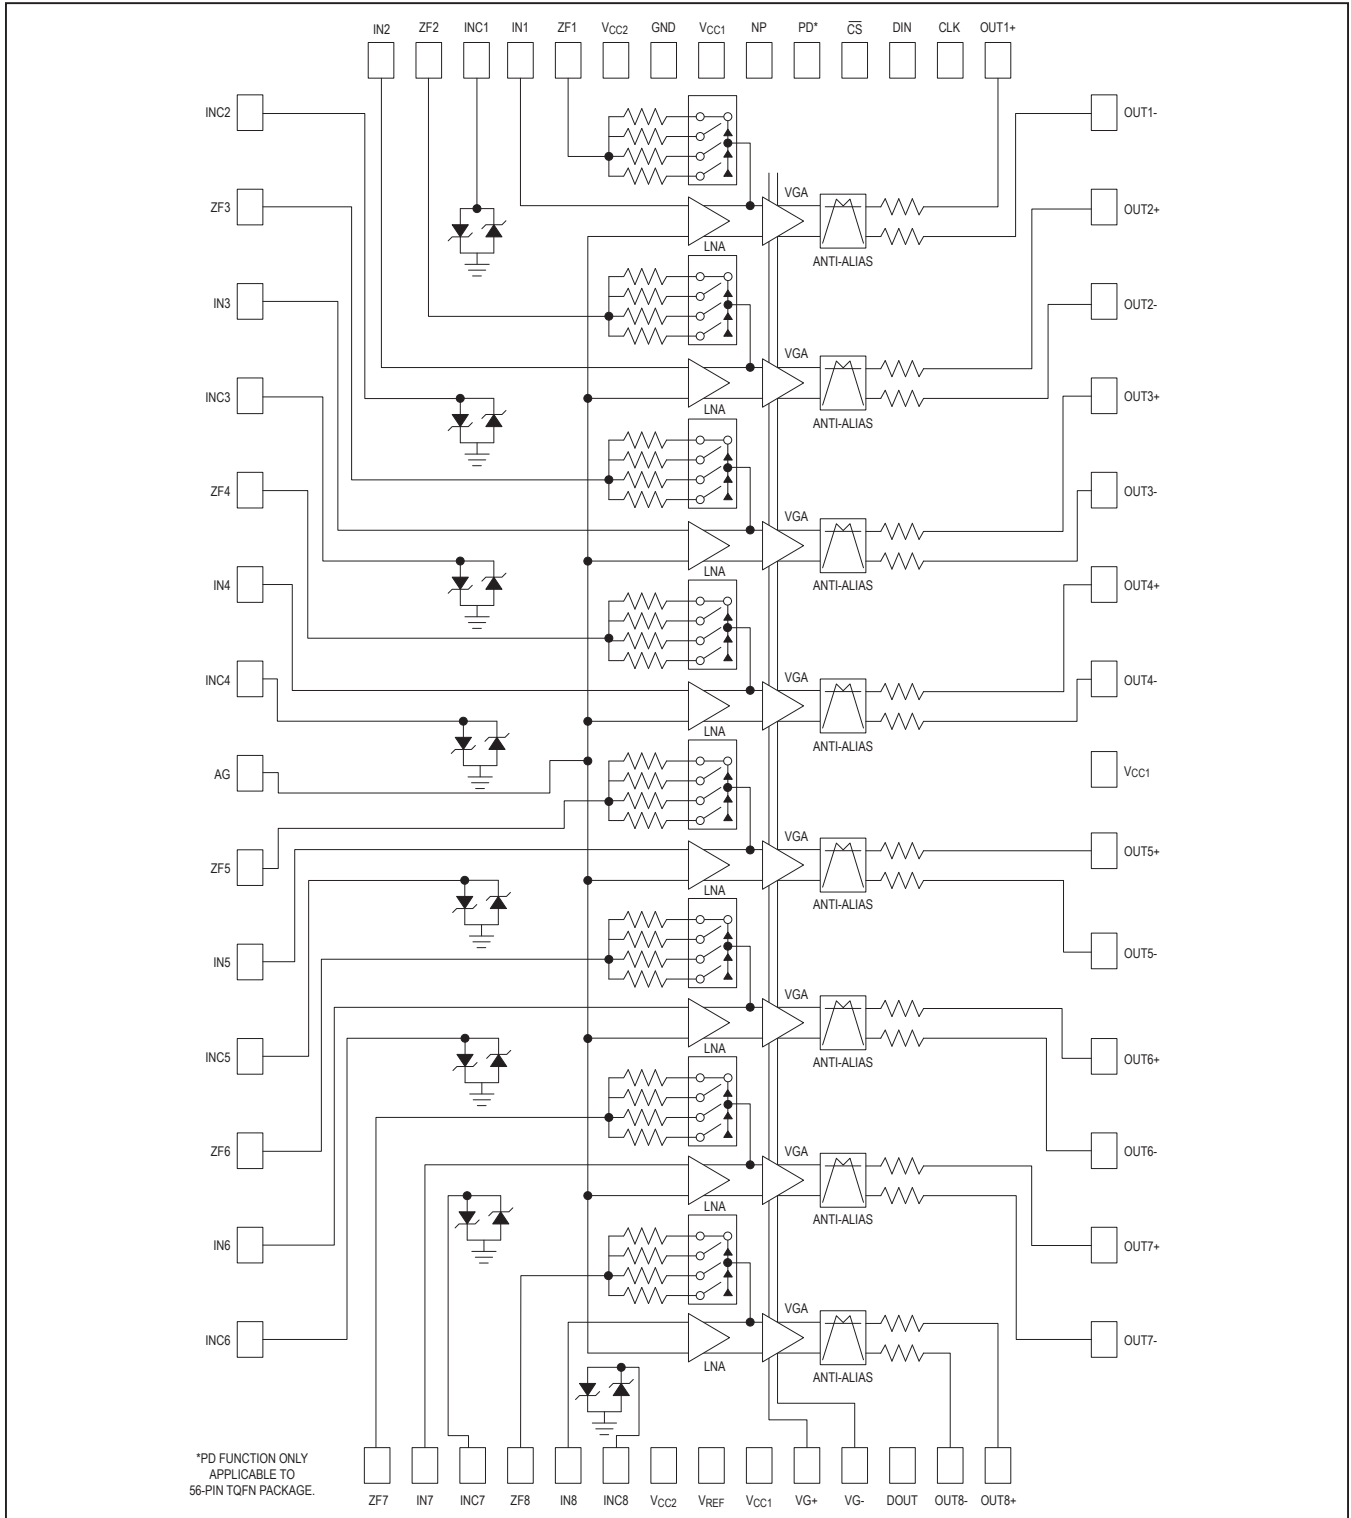 IN2 ZF2 INC1 IN1 ZF1 VCC2 GND VCC1 NP PD* C̅S̅ DIN CLK OUT1+
INC2 OUT1-
VGA
ZF3 OUT2+
LNA ANTI-ALIAS
IN3 OUT2-
VGA
INC3 OUT3+
LNA ANTI-ALIAS
ZF4 OUT3-
VGA
LNA ANTI-ALIAS
IN4 OUT4+
INC4 VGA OUT4-
LNA ANTI-ALIAS
AG VCC1
VGA
ZF5 OUT5+
LNA ANTI-ALIAS
IN5 OUT5-
VGA
LNA ANTI-ALIAS
INC5 OUT6+
ZF6 VGA OUT6-
LNA ANTI-ALIAS
IN6 OUT7+
VGA
INC6 OUT7-
LNA ANTI-ALIAS
*PD FUNCTION ONLY
APPLICABLE TO
56-PIN TQFN PACKAGE.
ZF7 IN7 INC7 ZF8 IN8 INC8 VCC2 VREF VCC1 VG+ VG- DOUT OUT8- OUT8+